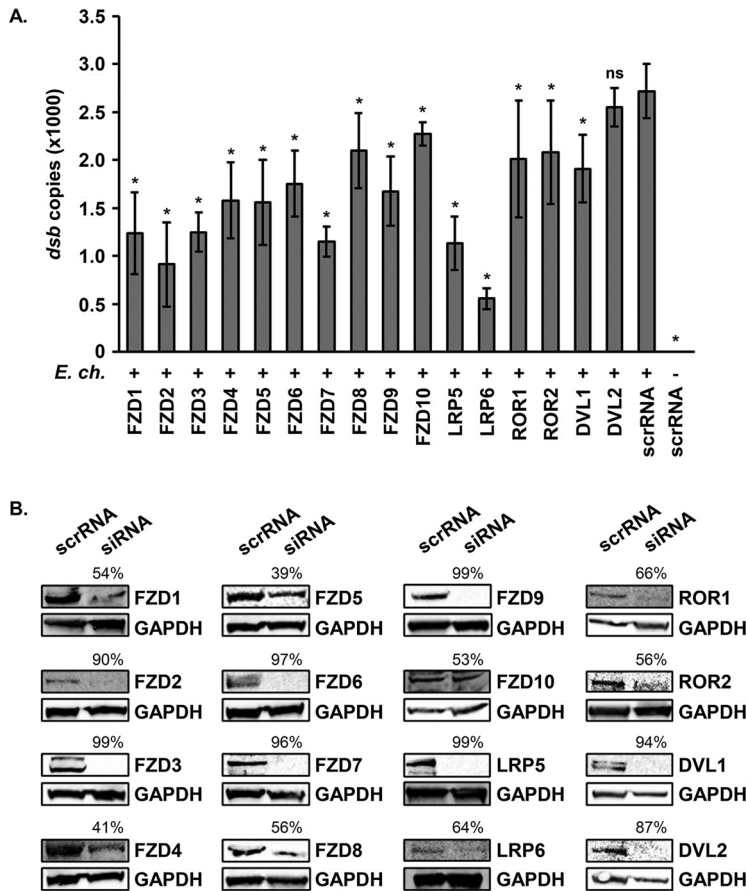 A.
dsb copies (x1000)
3.5
3.0
2.5
2.0
1.5
1.0
0.5
0
* * * * * * * * * * * * * * * ns *
E. ch. + + + + + + + + + + + + + + + + + -
FZD1 FZD2 FZD3 FZD4 FZD5 FZD6 FZD7 FZD8 FZD9 FZD10 LRP5 LRP6 ROR1 ROR2 DVL1 DVL2 scrRNA scrRNA
B.
scrRNA siRNA scrRNA siRNA scrRNA siRNA scrRNA siRNA
54% 39% 99% 66%
FZD1 FZD5 FZD9 ROR1
GAPDH GAPDH GAPDH GAPDH
90% 97% 53% 56%
FZD2 FZD6 FZD10 ROR2
GAPDH GAPDH GAPDH GAPDH
99% 96% 99% 94%
FZD3 FZD7 LRP5 DVL1
GAPDH GAPDH GAPDH GAPDH
41% 56% 64% 87%
FZD4 FZD8 LRP6 DVL2
GAPDH GAPDH GAPDH GAPDH